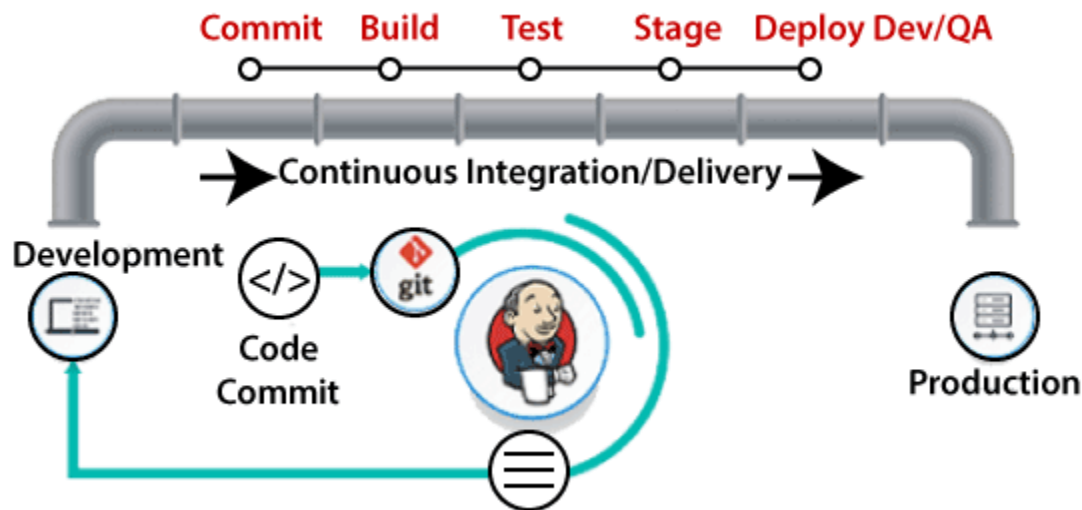 Commit Build Test Stage Deploy Dev/QA
Continuous Integration/Delivery
Development
</>
git
Code
Commit
Production